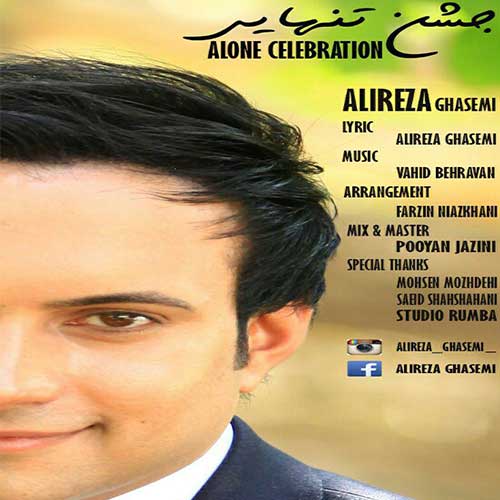 جشن تنهایی
ALONE CELEBRATION
ALIREZA GHASEMI
LYRIC
ALIREZA GHASEMI
MUSIC
VAHID BEHRAVAN
ARRANGEMENT
FARZIN NIAZKHANI
MIX & MASTER
POOYAN JAZINI
SPECIAL THANKS
MOHSEN MOZHDEHI
SAEID SHAHSHAHANI
STUDIO RUMBA
ALIREZA_GHASEMI_
f ALIREZA GHASEMI